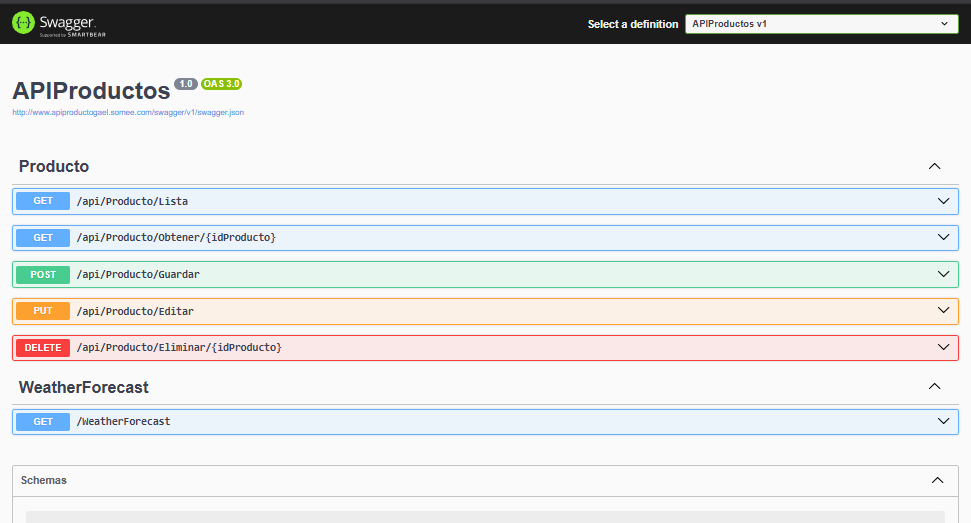 Swagger.
Supported by SMARTBEAR
Select a definition
APIProductos v1
APIProductos 1.0 OAS 3.0
http://www.apiproductogael.somee.com/swagger/v1/swagger.json
Producto
GET /api/Producto/Lista
GET /api/Producto/Obtener/{idProducto}
POST /api/Producto/Guardar
PUT /api/Producto/Editar
DELETE /api/Producto/Eliminar/{idProducto}
WeatherForecast
GET /WeatherForecast
Schemas